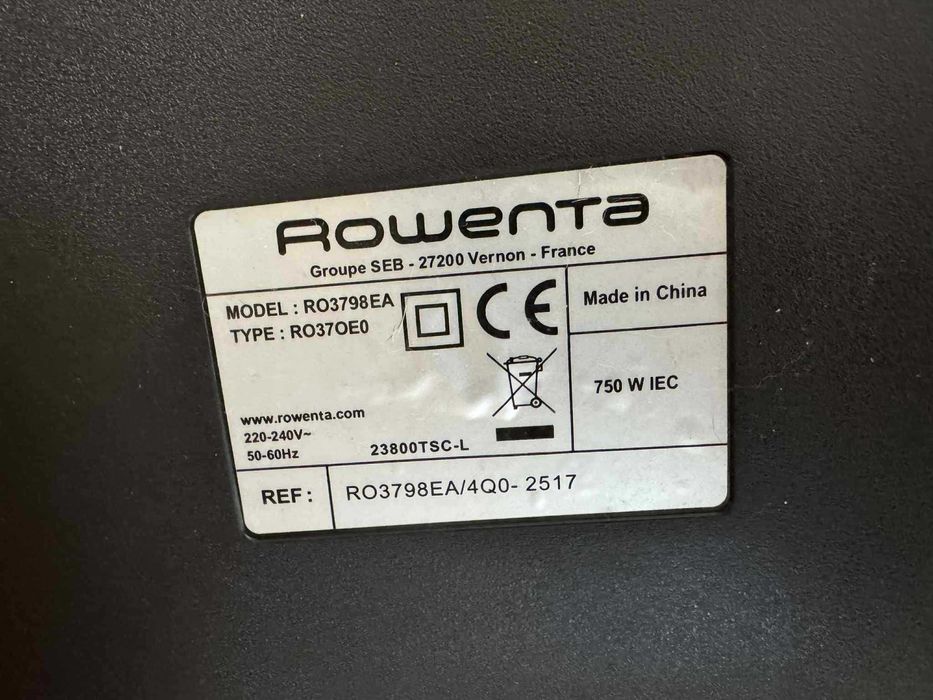 Rowenta
Groupe SEB - 27200 Vernon - France
MODEL : RO3798EA
TYPE : RO37OE0
CE
Made in China
750 W IEC
www.rowenta.com
220-240V~
50-60Hz
23800TSC-L
REF : RO3798EA/4Q0- 2517